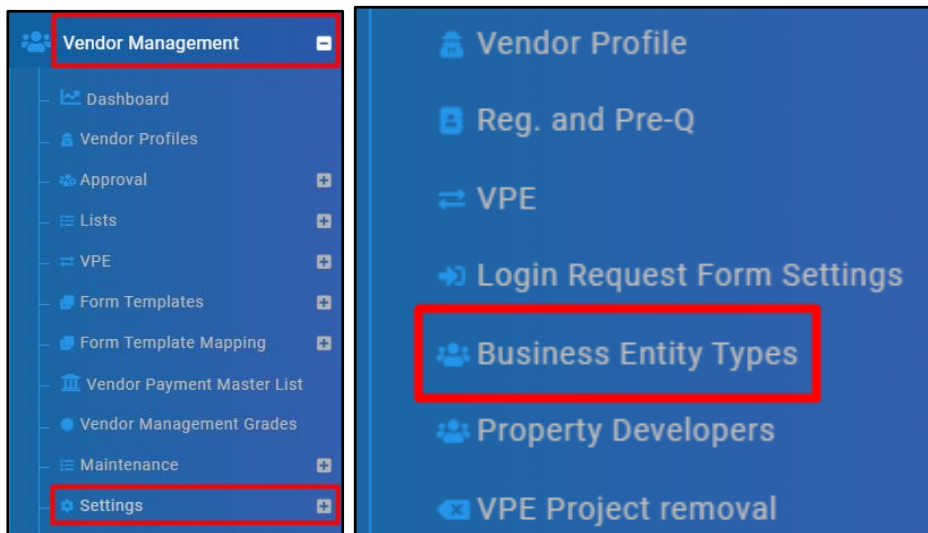 Vendor Management
Dashboard
Vendor Profiles
Approval
Lists
VPE
Form Templates
Form Template Mapping
Vendor Payment Master List
Vendor Management Grades
Maintenance
Settings
Vendor Profile
Reg. and Pre-Q
VPE
Login Request Form Settings
Business Entity Types
Property Developers
VPE Project removal